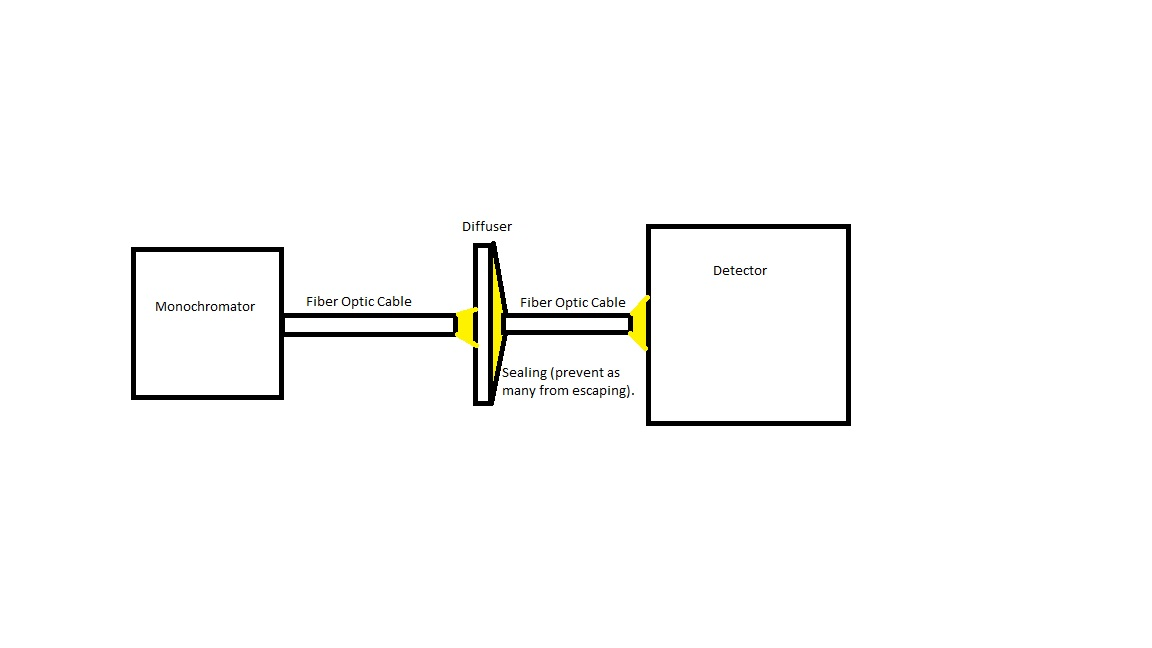 Diffuser
Detector
Monochromator
Fiber Optic Cable
Fiber Optic Cable
Sealing (prevent as
many from escaping).